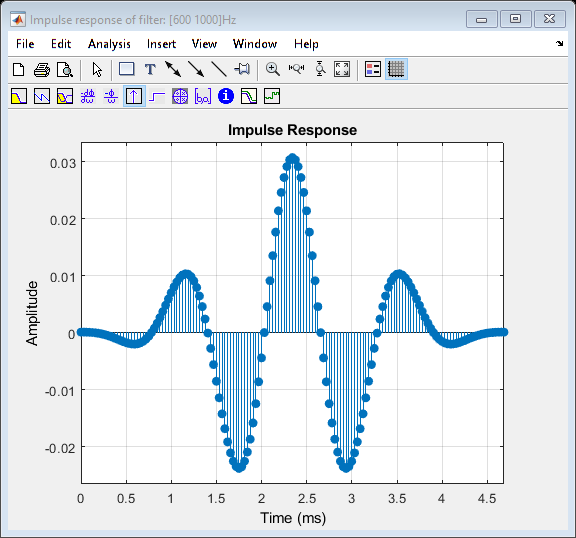 Impulse response of filter: [600 1000]Hz
File Edit Analysis Insert View Window Help
T
Impulse Response
0.03
0.02
0.01
0
-0.01
-0.02
Amplitude
0 0.5 1 1.5 2 2.5 3 3.5 4 4.5
Time (ms)